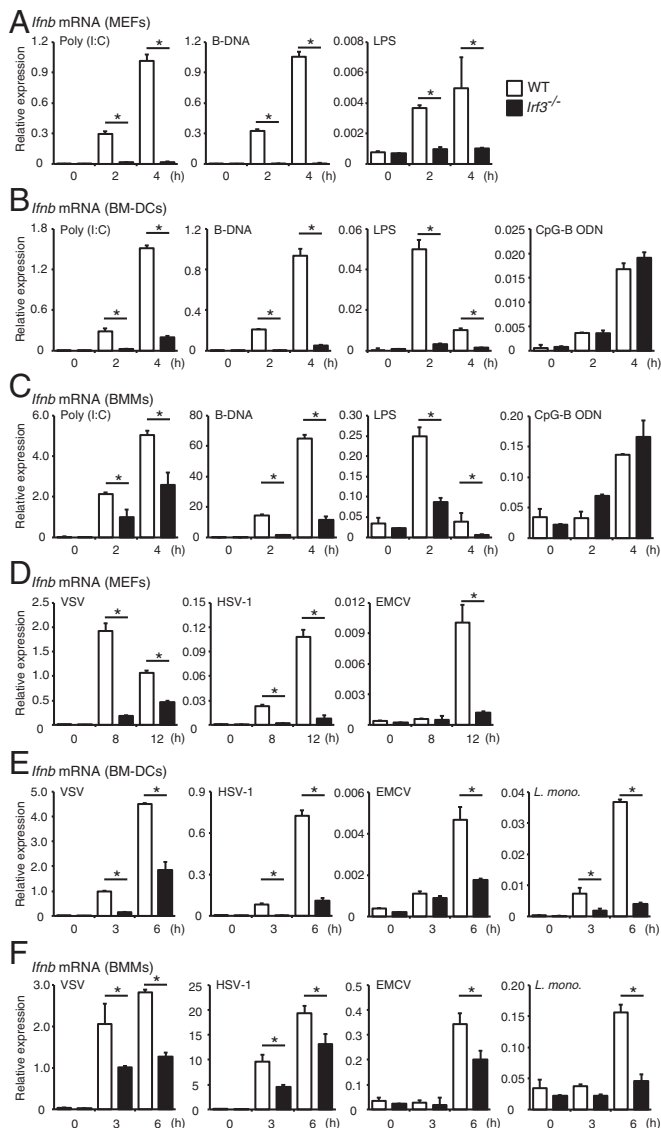 A
Ifnb mRNA (MEFs)
Poly (I:C) B-DNA LPS
WT
Irf3-/-
Relative expression
1.2 0.9 0.6 0.3 0
1.2 0.9 0.6 0.3 0
0.008 0.006 0.004 0.002 0
* * * * * *
0 2 4 (h) 0 2 4 (h) 0 2 4 (h)
B
Ifnb mRNA (BM-DCs)
Poly (I:C) B-DNA LPS CpG-B ODN
Relative expression
1.8 1.2 0.6 0
1.2 0.8 0.4 0
0.06 0.04 0.02 0
0.025 0.020 0.015 0.010 0.005 0
* * * * * *
0 2 4 (h) 0 2 4 (h) 0 2 4 (h) 0 2 4 (h)
C
Ifnb mRNA (BMMs)
Poly (I:C) B-DNA LPS CpG-B ODN
Relative expression
6.0 4.0 2.0 0
80 60 40 20 0
0.30 0.25 0.20 0.15 0.10 0.05 0
0.20 0.15 0.10 0.05 0
* * * * * *
0 2 4 (h) 0 2 4 (h) 0 2 4 (h) 0 2 4 (h)
D
Ifnb mRNA (MEFs)
VSV HSV-1 EMCV
Relative expression
2.5 2.0 1.5 1.0 0.5 0
0.15 0.12 0.09 0.06 0.03 0
0.012 0.009 0.006 0.003 0
* * * * *
0 8 12 (h) 0 8 12 (h) 0 8 12 (h)
E
Ifnb mRNA (BM-DCs)
VSV HSV-1 EMCV L. mono.
Relative expression
5.0 4.0 3.0 2.0 1.0 0
0.9 0.6 0.3 0
0.006 0.004 0.002 0
0.04 0.03 0.02 0.01 0
* * * * * * *
0 3 6 (h) 0 3 6 (h) 0 3 6 (h) 0 3 6 (h)
F
Ifnb mRNA (BMMs)
VSV HSV-1 EMCV L. mono.
Relative expression
3.0 2.0 1.0 0
25 20 15 10 5 0
0.5 0.4 0.3 0.2 0.1 0
0.20 0.15 0.10 0.05 0
* * * * * *
0 3 6 (h) 0 3 6 (h) 0 3 6 (h) 0 3 6 (h)